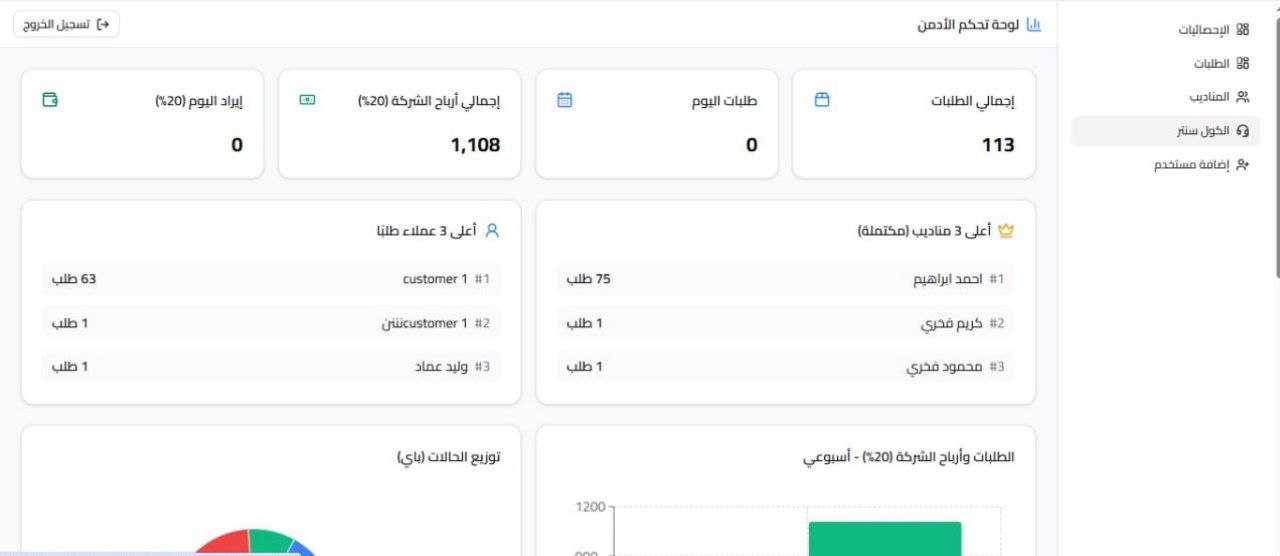 لوحة تحكم الأدمن
تسجيل الخروج
الإحصائيات
الطلبات
المناديب
الكول سنتر
إضافة مستخدم
إجمالي الطلبات
113
طلبات اليوم
0
إجمالي أرباح الشركة (20%)
1,108
إيراد اليوم (20%)
0
أعلى 3 مناديب (مكتملة)
#1 احمد ابراهيم 75 طلب
#2 كريم فخري 1 طلب
#3 محمود فخري 1 طلب
أعلى 3 عملاء طلبًا
#1 customer 1 63 طلب
#2 customer 1نننن 1 طلب
#3 وليد عماد 1 طلب
الطلبات وأرباح الشركة (20%) - أسبوعي
1200
900
توزيع الحالات (باي)